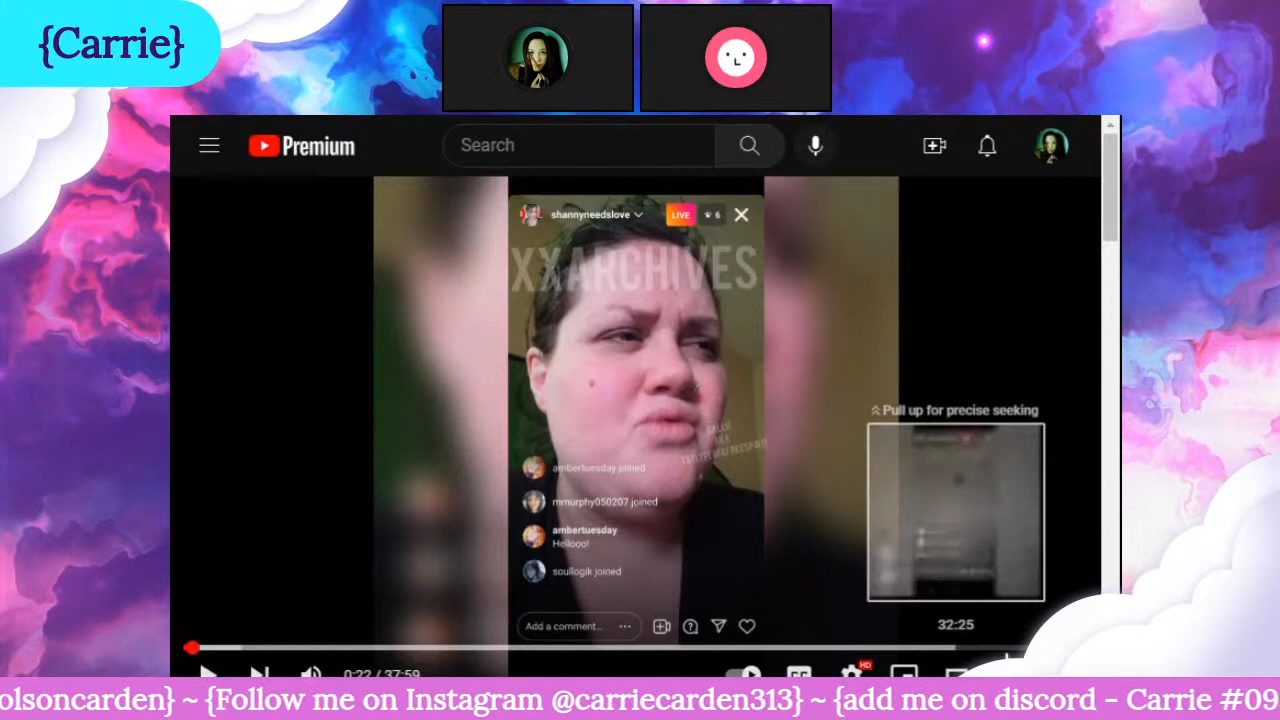 {Carrie}
Premium
Search
shannyneedslove
LIVE
6
XXARCHIVES
Pull up for precise seeking
ambertuesday joined
mmurphy050207 joined
ambertuesday
Hellooo!
soullogik joined
Add a comment...
32:25
0:22 / 37:59
HD
olsoncarden} ~ {Follow me on Instagram @carriecarden313} ~ {add me on discord - Carrie #09